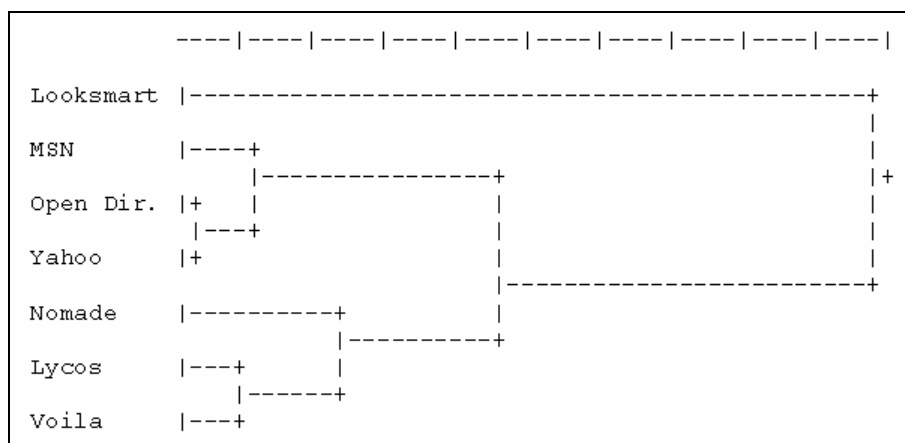 Looksmart
MSN
Open Dir.
Yahoo
Nomade
Lycos
Voila